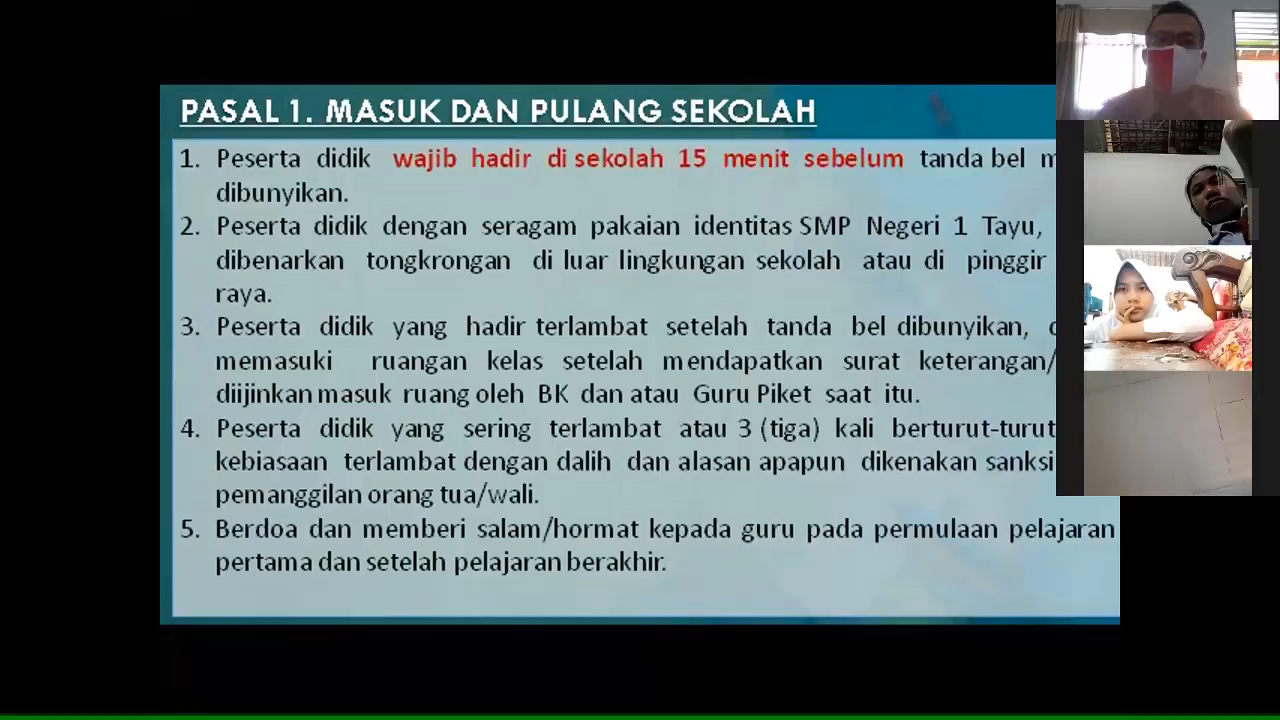 PASAL 1. MASUK DAN PULANG SEKOLAH
1. Peserta didik wajib hadir di sekolah 15 menit sebelum tanda bel
dibunyikan.
2. Peserta didik dengan seragam pakaian identitas SMP Negeri 1 Tayu,
dibenarkan tongkrongan di luar lingkungan sekolah atau di pinggir
raya.
3. Peserta didik yang hadir terlambat setelah tanda bel dibunyikan,
memasuki ruangan kelas setelah mendapatkan surat keterangan/
diijinkan masuk ruang oleh BK dan atau Guru Piket saat itu.
4. Peserta didik yang sering terlambat atau 3 (tiga) kali berturut-turut
kebiasaan terlambat dengan dalih dan alasan apapun dikenakan sanksi
pemanggilan orang tua/wali.
5. Berdoa dan memberi salam/hormat kepada guru pada permulaan pelajaran
pertama dan setelah pelajaran berakhir.